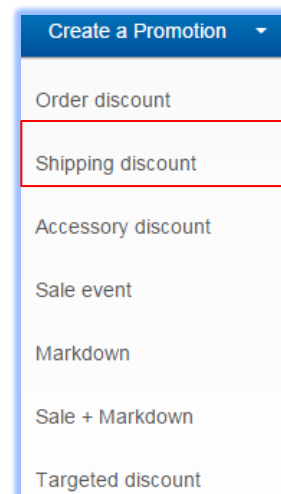 Create a Promotion
Order discount
Shipping discount
Accessory discount
Sale event
Markdown
Sale + Markdown
Targeted discount